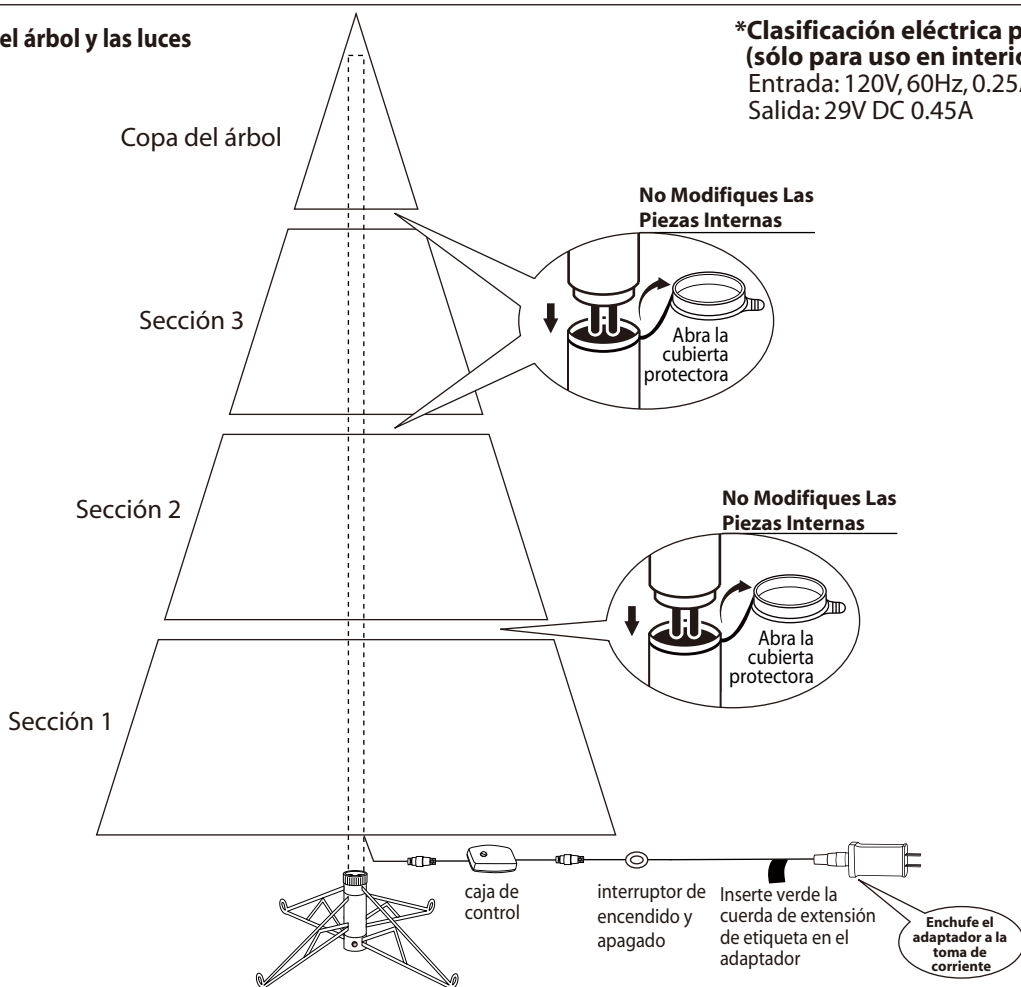 el árbol y las luces
*Clasificación eléctrica p
(sólo para uso en interio
Entrada: 120V, 60Hz, 0.25A
Salida: 29V DC 0.45A
Copa del árbol
No Modifiques Las
Piezas Internas
Abra la
cubierta
protectora
Sección 3
Sección 2
No Modifiques Las
Piezas Internas
Abra la
cubierta
protectora
Sección 1
caja de
control
interruptor de
encendido y
apagado
Inserte verde la
cuerda de extensión
de etiqueta en el
adaptador
Enchufe el
adaptador a la
toma de
corriente